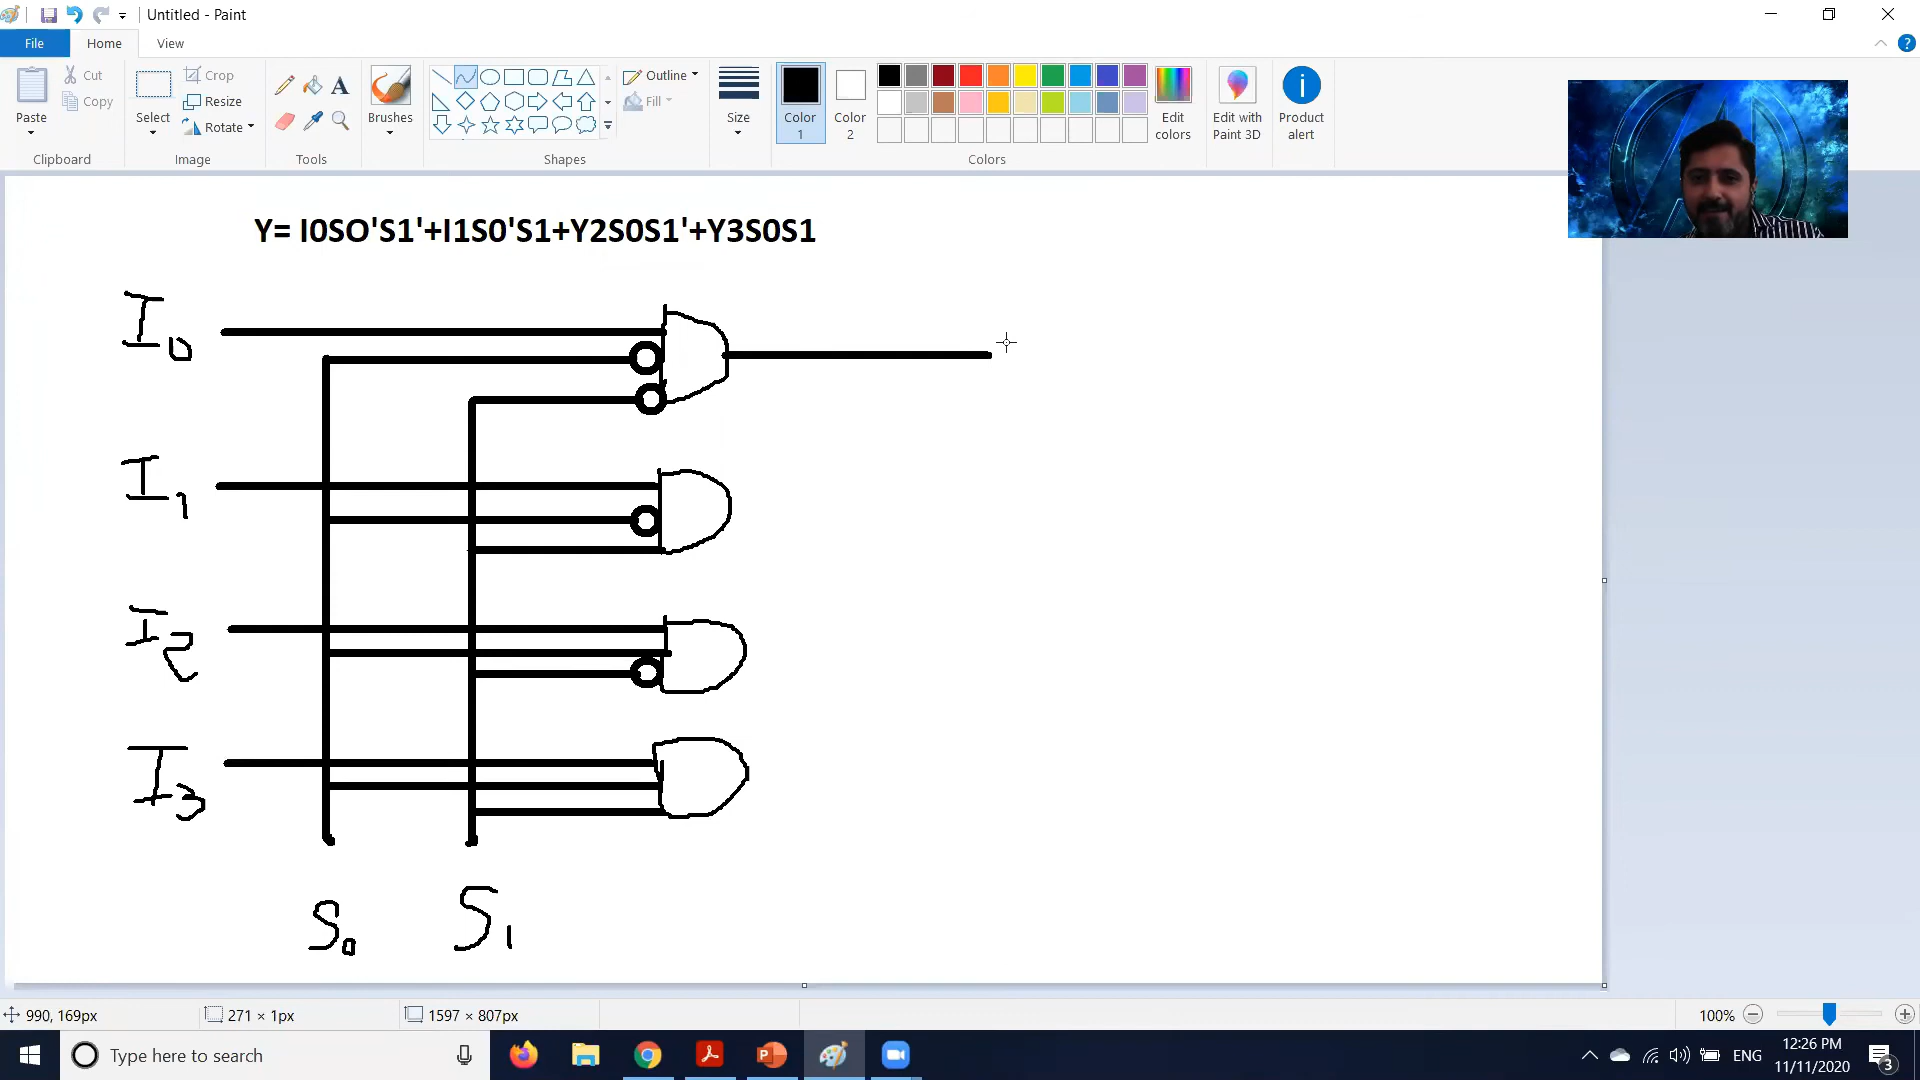 Untitled - Paint
File Home View
Paste
Cut
Copy
Clipboard
Select
Crop
Resize
Rotate
Image
A
Tools
Brushes
Outline
Fill
Shapes
Size
Color 1
Color 2
Edit colors
Colors
Edit with Paint 3D
Product alert
Y= I0SO'S1'+I1S0'S1+Y2S0S1'+Y3S0S1
I0
I1
I2
I3
S0 S1
990, 169px 271 × 1px 1597 × 807px 100%
Type here to search
ENG
12:26 PM
11/11/2020
3